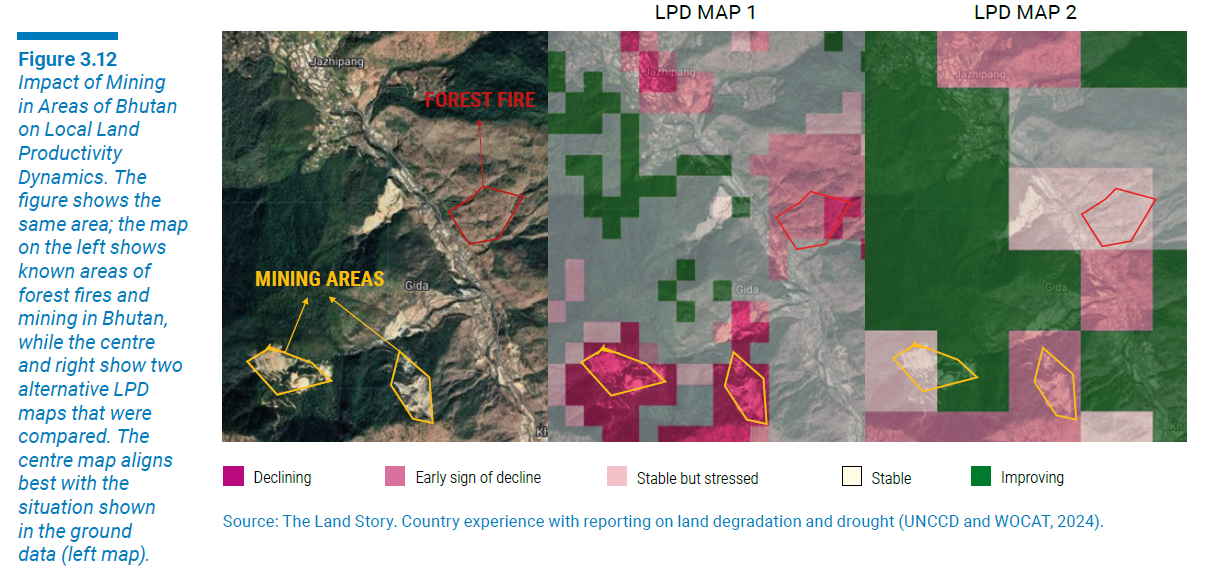 LPD MAP 1
LPD MAP 2
Figure 3.12
Impact of Mining
in Areas of Bhutan
on Local Land
Productivity
Dynamics. The
figure shows the
same area; the map
on the left shows
known areas of
forest fires and
mining in Bhutan,
while the centre
and right show two
alternative LPD
maps that were
compared. The
centre map aligns
best with the
situation shown
in the ground
data (left map).
Jazhipang
FOREST FIRE
MINING AREAS
Gida
Kh
Jazhipang
Gida
Jazhipang
Gida
Kh
Declining
Early sign of decline
Stable but stressed
Stable
Improving
Source: The Land Story. Country experience with reporting on land degradation and drought (UNCCD and WOCAT, 2024).